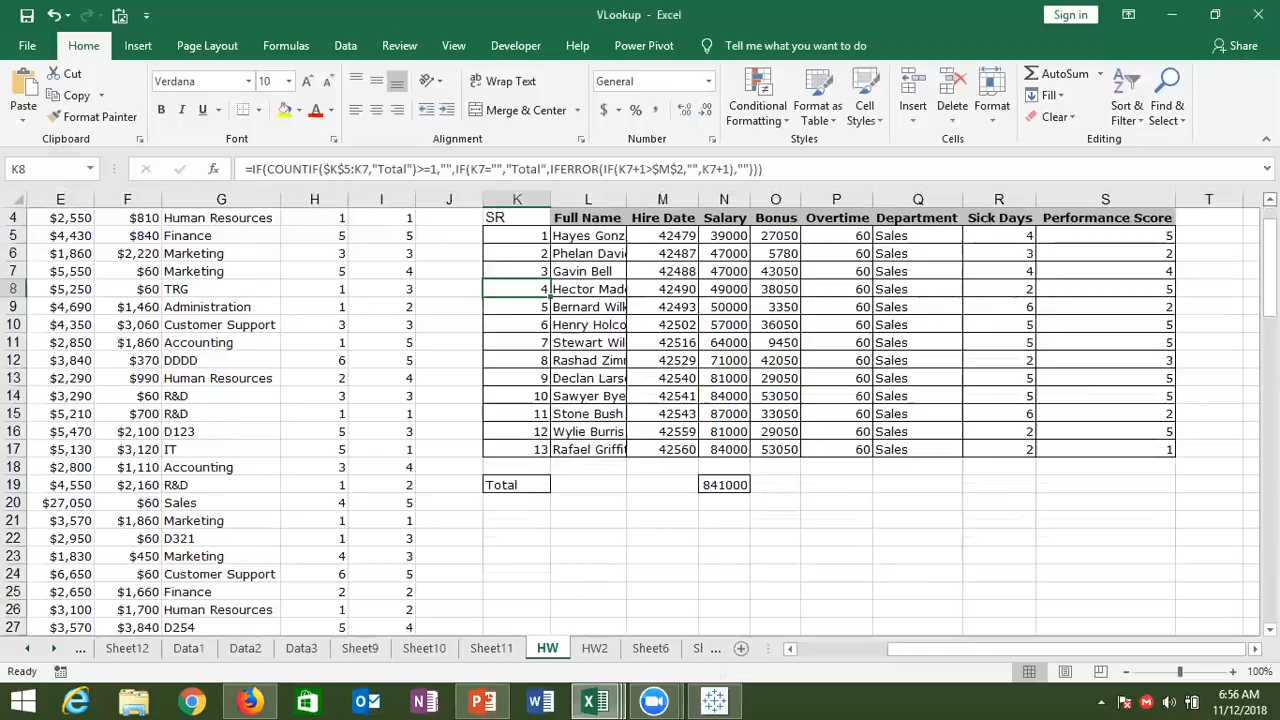 VLookup - Excel
Sign in
File Home Insert Page Layout Formulas Data Review View Developer Help Power Pivot Tell me what you want to do Share
Paste Cut Copy Format Painter Clipboard
Verdana 10 B I U A Font
Wrap Text Merge & Center Alignment
General $ % Number
Conditional Formatting Format as Table Cell Styles Styles
Insert Delete Format Cells
AutoSum Fill Clear Sort & Filter Find & Select Editing
K8 fx =IF(COUNTIF($K$5:K7,"Total")>=1,"",IF(K7="","Total",IFERROR(IF(K7+1>$M$2,"",K7+1),"")))
E F G H I J K L M N O P Q R S T
4 $2,550 $810 Human Resources 1 1 SR Full Name Hire Date Salary Bonus Overtime Department Sick Days Performance Score
5 $4,430 $840 Finance 5 5 1 Hayes Gonz 42479 39000 27050 60 Sales 4 5
6 $1,860 $2,220 Marketing 3 3 2 Phelan Davi 42487 47000 5780 60 Sales 3 2
7 $5,570 $60 Marketing 5 4 3 Gavin Bell 42488 47000 43050 60 Sales 4 4
8 $5,250 $60 TRG 1 3 4 Hector Mad 42490 49000 38050 60 Sales 2 5
9 $4,690 $1,460 Administration 1 2 5 Bernard Wilk 42493 50000 3350 60 Sales 6 2
10 $4,350 $3,060 Customer Support 3 3 6 Henry Holco 42502 57000 36050 60 Sales 5 5
11 $2,850 $1,860 Accounting 1 5 7 Stewart Wil 42516 64000 9450 60 Sales 5 5
12 $3,840 $370 DDDD 6 5 8 Rashad Zim 42529 71000 42050 60 Sales 2 3
13 $2,290 $990 Human Resources 2 4 9 Declan Lars 42540 81000 29050 60 Sales 5 5
14 $3,290 $60 R&D 3 3 10 Sawyer Bye 42541 84000 53050 60 Sales 5 5
15 $5,210 $700 R&D 1 1 11 Stone Bush 42543 87000 33050 60 Sales 6 2
16 $5,470 $2,100 D123 5 3 12 Wylie Burris 42559 81000 29050 60 Sales 2 5
17 $5,130 $3,120 IT 5 1 13 Rafael Griffi 42560 84000 53050 60 Sales 2 1
18 $2,800 $1,110 Accounting 3 4
19 $4,550 $2,160 R&D 1 2 Total 841000
20 $27,050 $60 Sales 4 5
21 $3,570 $1,860 Marketing 1 1
22 $2,950 $60 D321 1 3
23 $1,830 $450 Marketing 4 3
24 $6,650 $60 Customer Support 6 5
25 $2,650 $1,660 Finance 2 2
26 $3,100 $1,700 Human Resources 1 2
27 $3,570 $3,840 D254 5 4
... Sheet12 Data1 Data2 Data3 Sheet9 Sheet10 Sheet11 HW HW2 Sheet6 Sl ...
Ready 100%
6:56 AM
11/12/2018